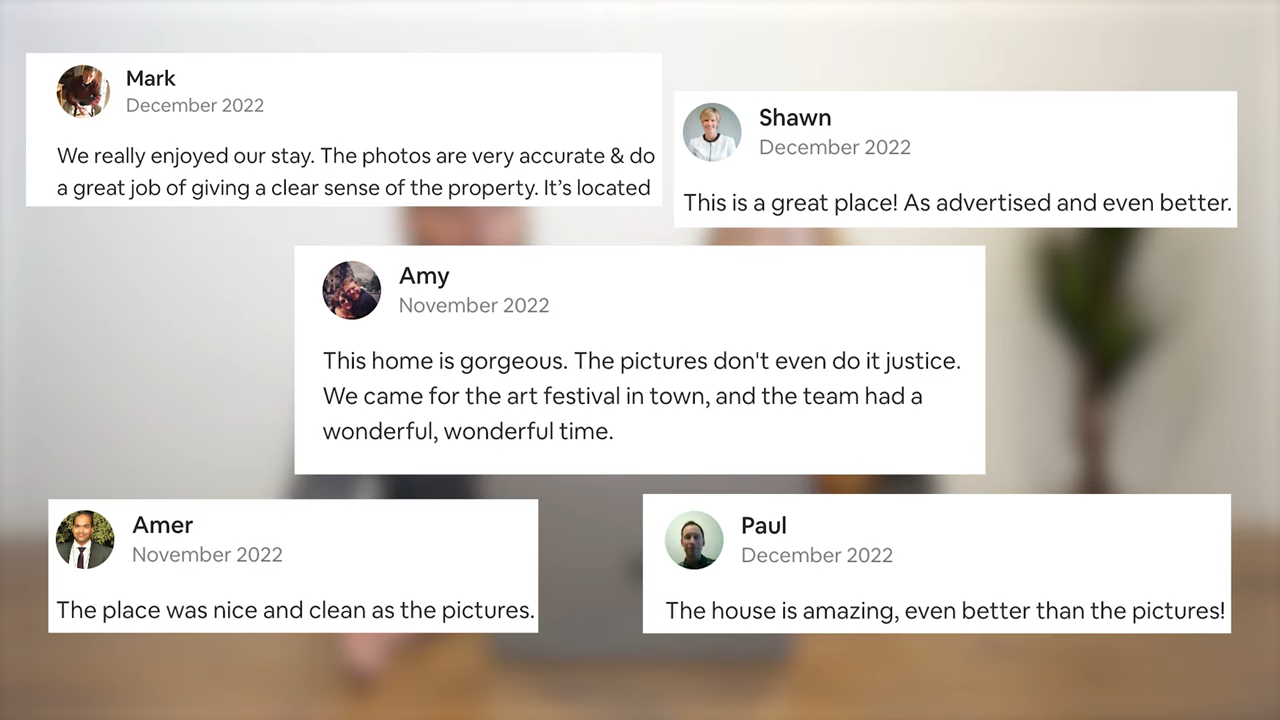 Mark
December 2022
We really enjoyed our stay. The photos are very accurate & do
a great job of giving a clear sense of the property. It’s located
Shawn
December 2022
This is a great place! As advertised and even better.
Amy
November 2022
This home is gorgeous. The pictures don't even do it justice.
We came for the art festival in town, and the team had a
wonderful, wonderful time.
Amer
November 2022
The place was nice and clean as the pictures.
Paul
December 2022
The house is amazing, even better than the pictures!